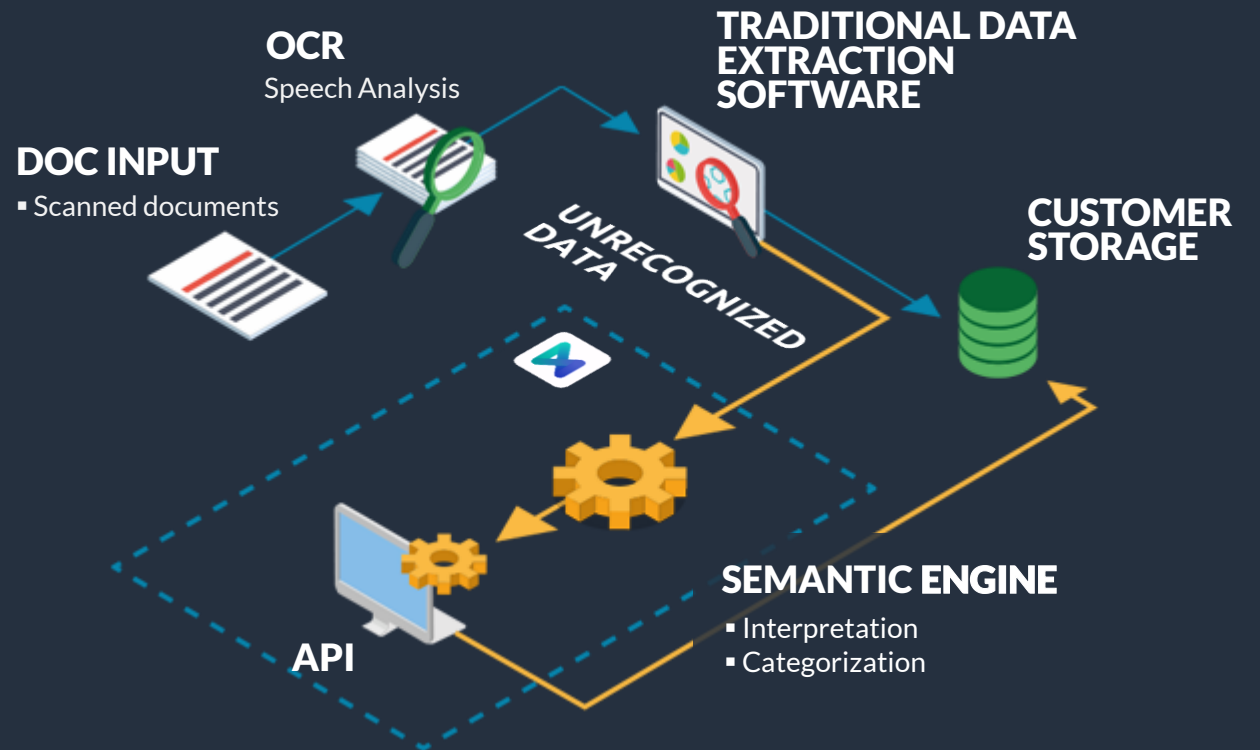 OCR
Speech Analysis
TRADITIONAL DATA
EXTRACTION
SOFTWARE
DOC INPUT
▪ Scanned documents
UNRECOGNIZED
DATA
CUSTOMER
STORAGE
SEMANTIC ENGINE
▪ Interpretation
▪ Categorization
API